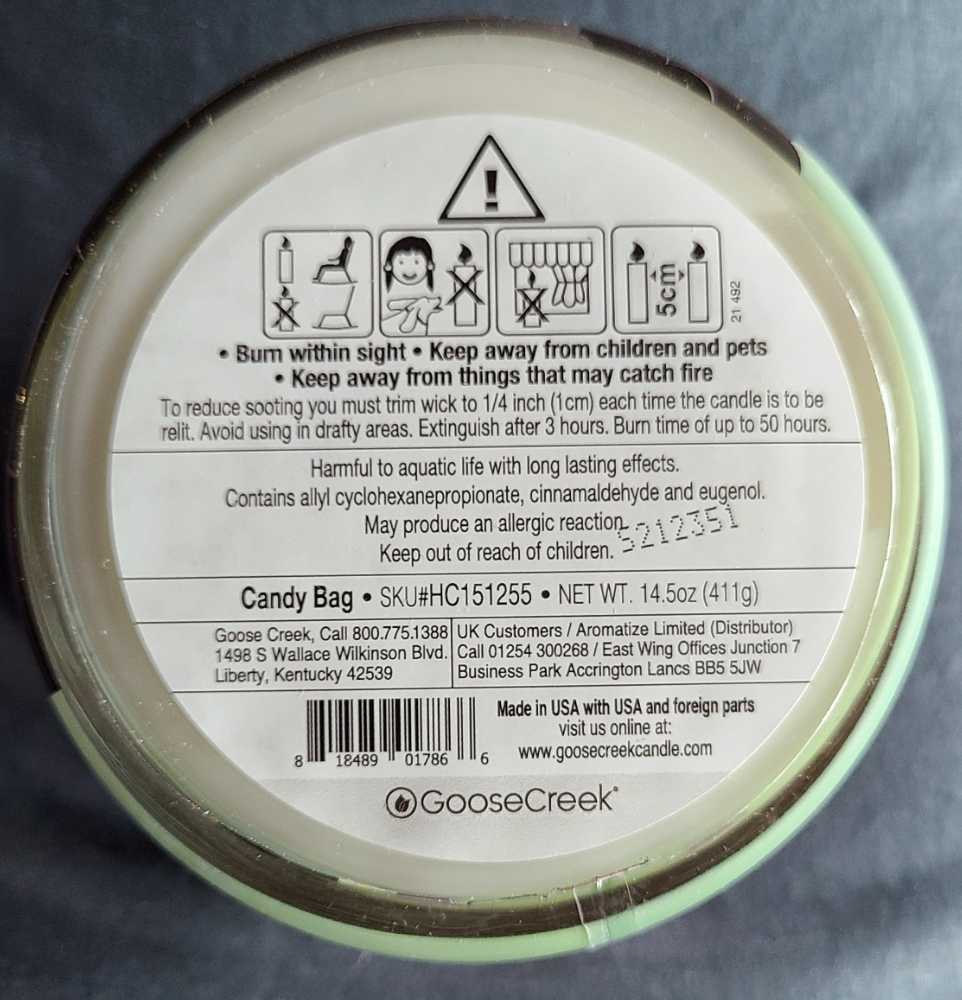 !
5cm
21 492
• Burn within sight • Keep away from children and pets
• Keep away from things that may catch fire
To reduce sooting you must trim wick to 1/4 inch (1cm) each time the candle is to be
relit. Avoid using in drafty areas. Extinguish after 3 hours. Burn time of up to 50 hours.
Harmful to aquatic life with long lasting effects.
Contains allyl cyclohexanepropionate, cinnamaldehyde and eugenol.
May produce an allergic reaction.
Keep out of reach of children.
5212351
Candy Bag • SKU#HC151255 • NET WT. 14.5oz (411g)
Goose Creek, Call 800.775.1388
1498 S Wallace Wilkinson Blvd.
Liberty, Kentucky 42539
UK Customers / Aromatize Limited (Distributor)
Call 01254 300268 / East Wing Offices Junction 7
Business Park Accrington Lancs BB5 5JW
8 18489 01786 6
Made in USA with USA and foreign parts
visit us online at:
www.goosecreekcandle.com
GooseCreek®